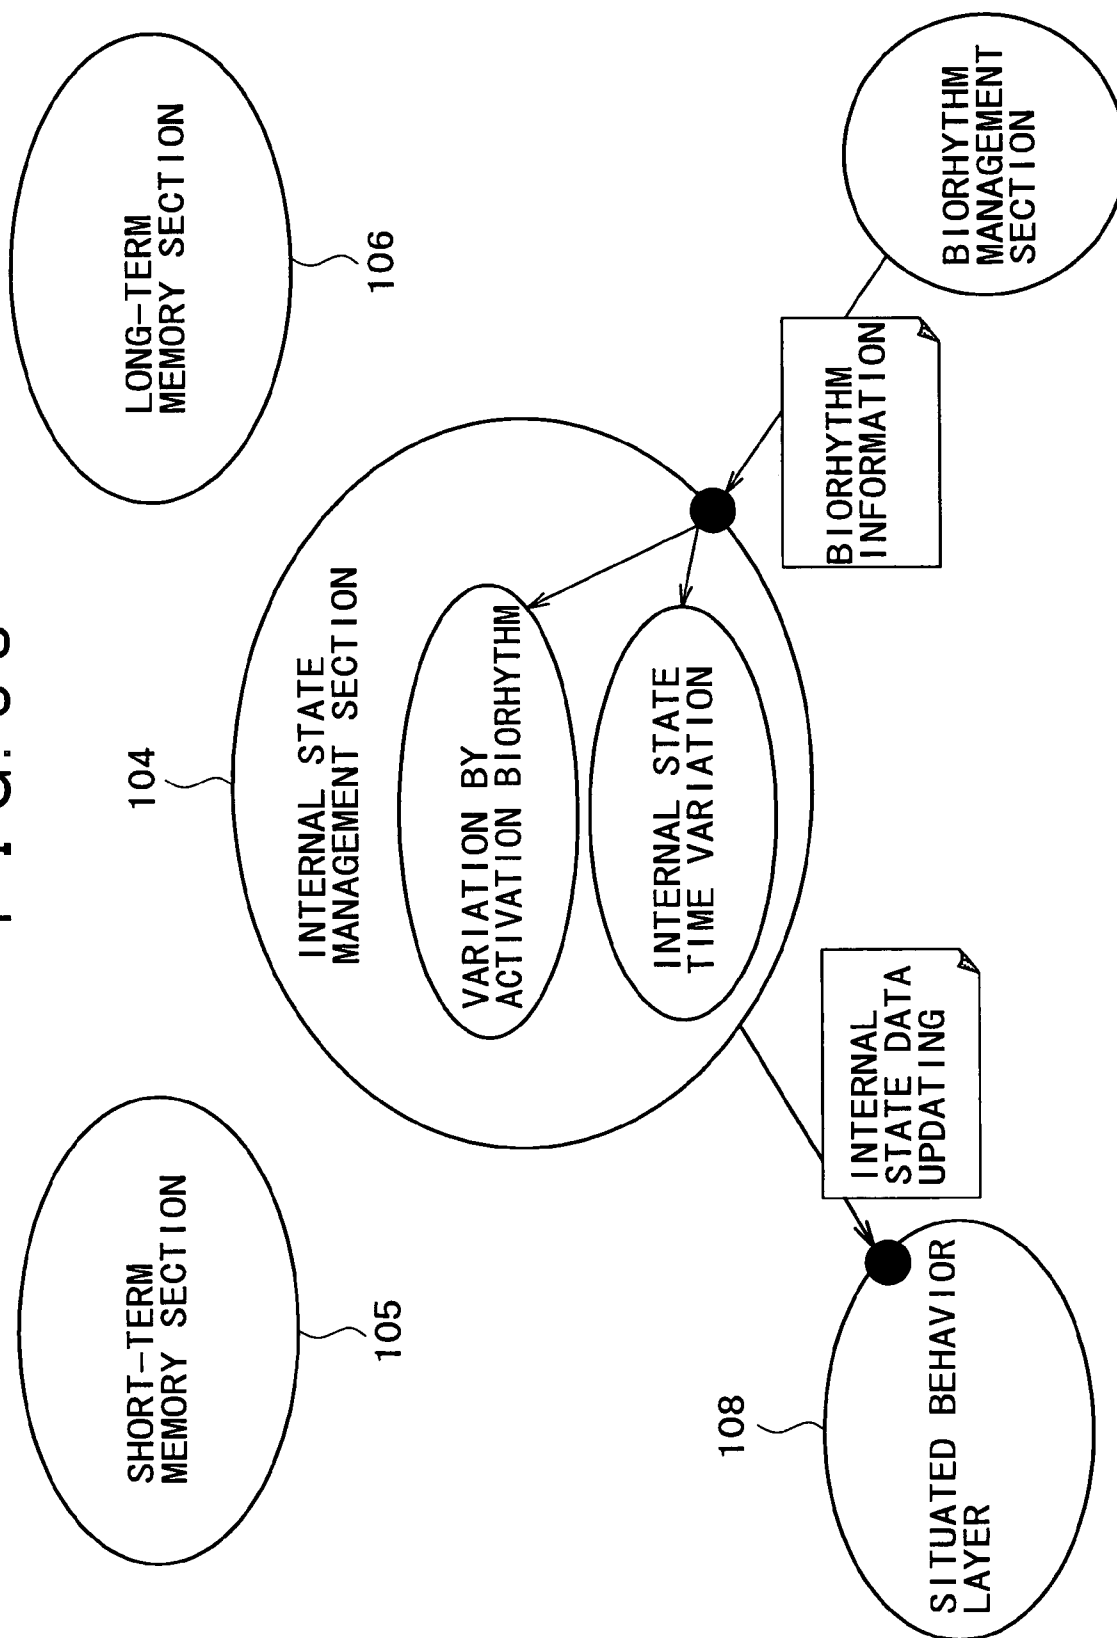 SHORT-TERM
MEMORY SECTION
105
104
LONG-TERM
MEMORY SECTION
106
INTERNAL STATE
MANAGEMENT SECTION
VARIATION BY
ACTIVATION BIORHYTHM
INTERNAL STATE
TIME VARIATION
108
SITUATED BEHAVIOR
LAYER
INTERNAL
STATE DATA
UPDATING
BIORHYTHM
INFORMATION
BIORHYTHM
MANAGEMENT
SECTION